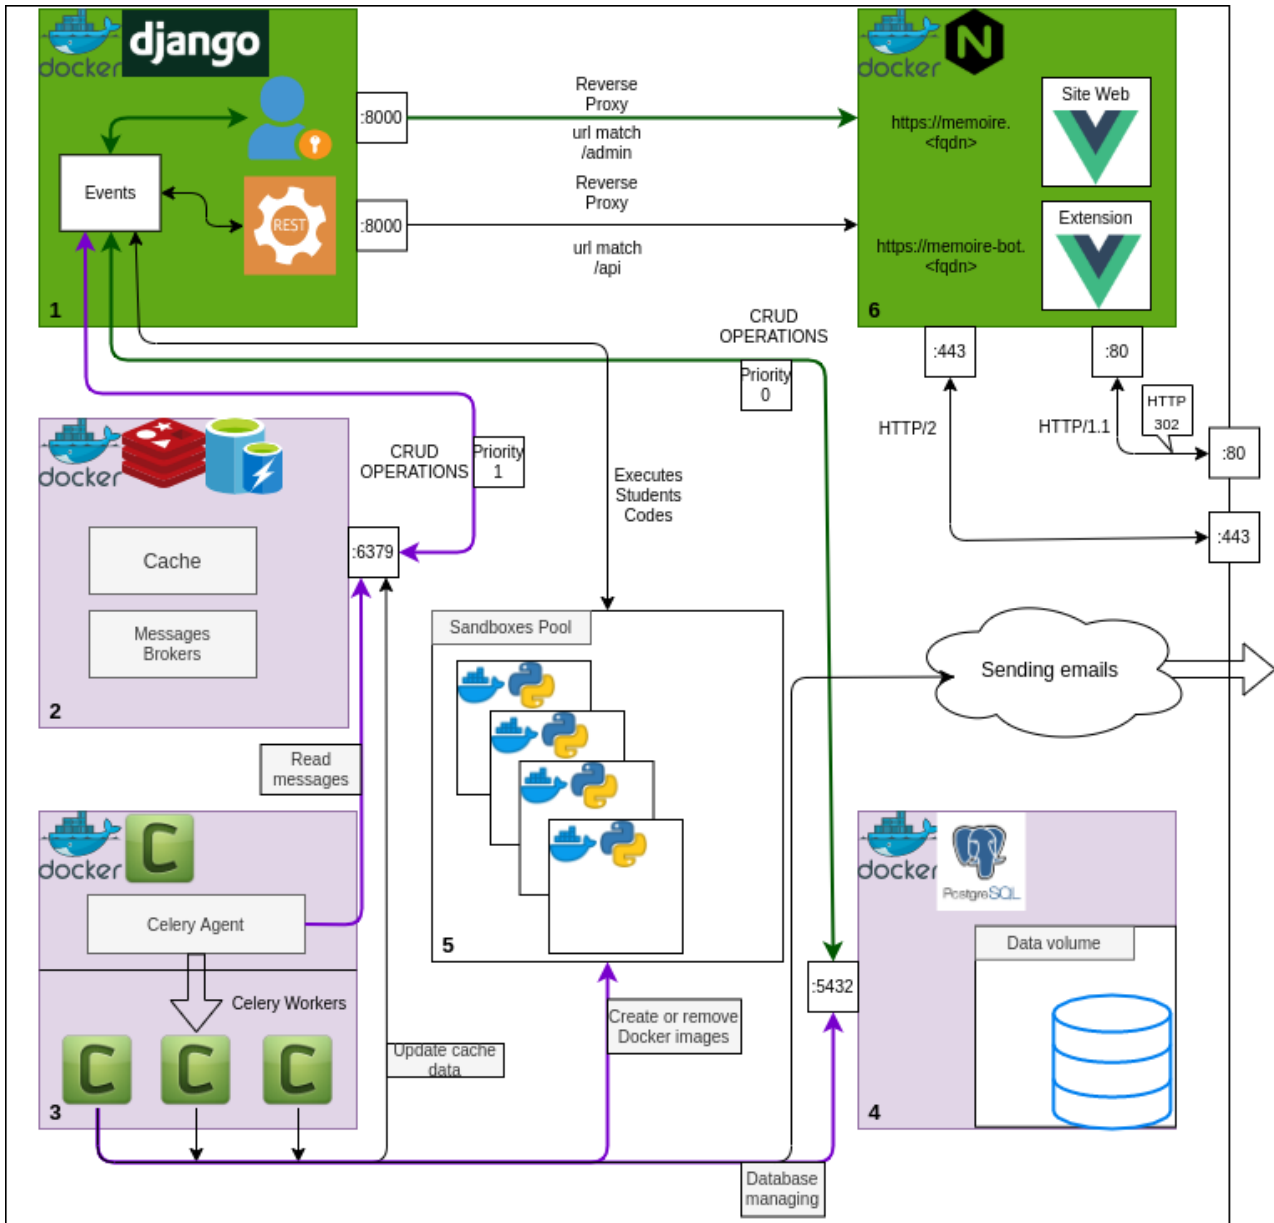 docker
django
Events
REST
:8000
:8000
1
Reverse
Proxy
url match
/admin
Reverse
Proxy
url match
/api
docker
N
https://memoire.
<fqdn>
Site Web
https://memoire-bot.
<fqdn>
Extension
6
:443
:80
HTTP/2
HTTP/1.1
HTTP
302
:80
:443
CRUD
OPERATIONS
Priority
0
docker
Cache
Messages
Brokers
2
CRUD
OPERATIONS
Priority
1
:6379
Executes
Students
Codes
Sandboxes Pool
5
Sending emails
Read
messages
docker
C
Celery Agent
Celery Workers
C
C
C
3
Update cache
data
Create or remove
Docker images
:5432
Database
managing
docker
PostgreSQL
Data volume
4